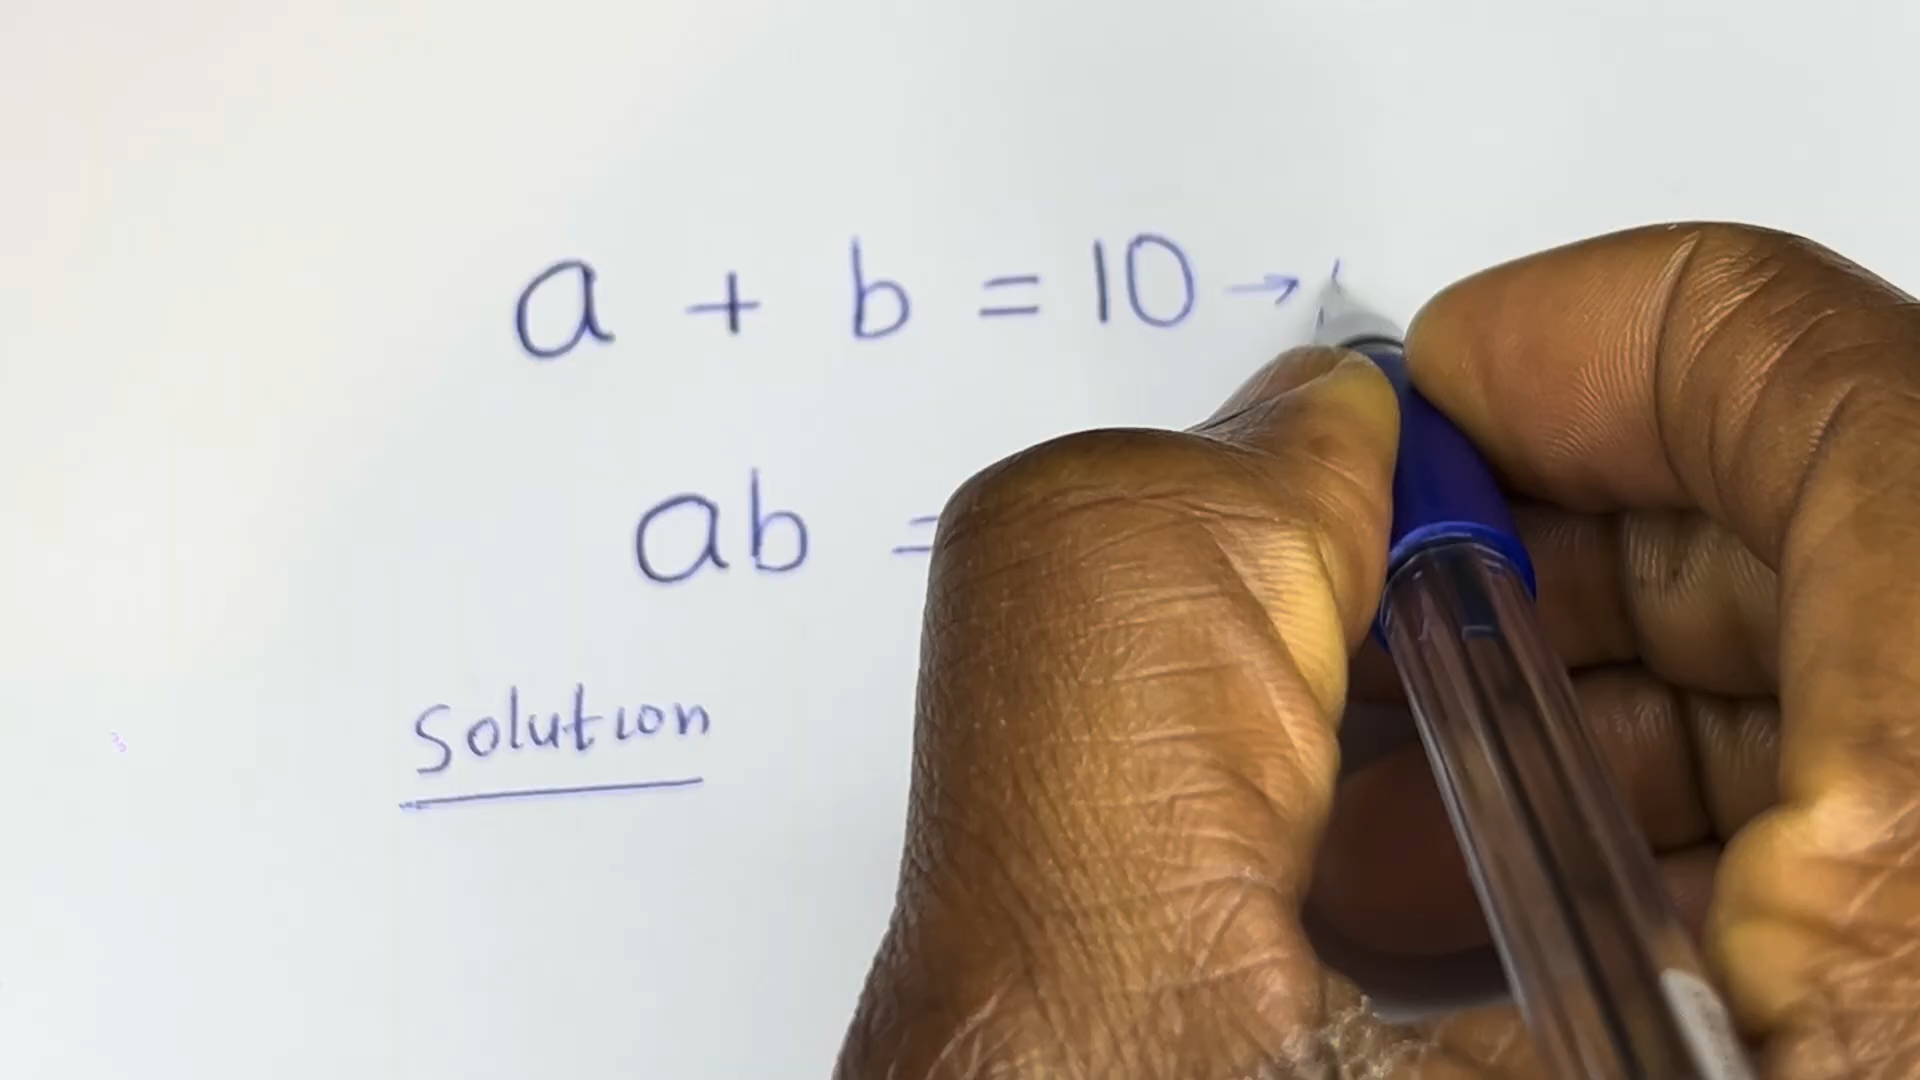 a + b = 10 →
ab =
Solution